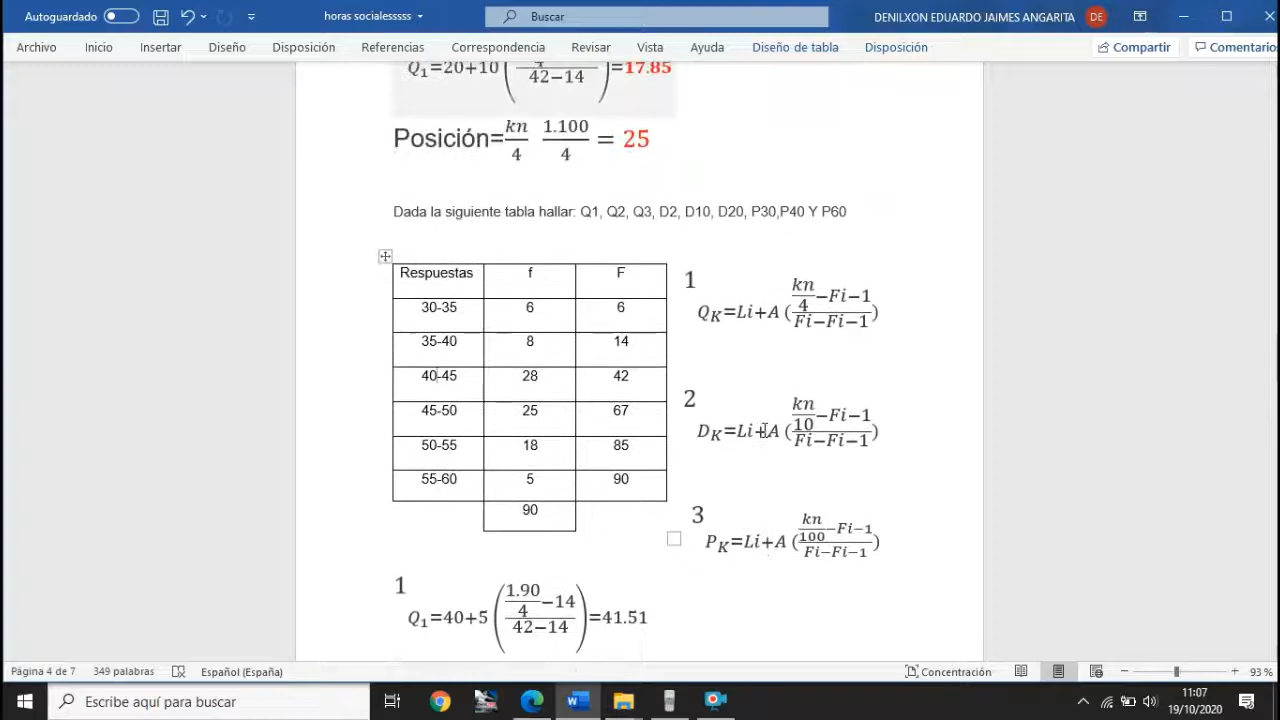 Autoguardado
horas socialesssss
Buscar
DENILXON EDUARDO JAIMES ANGARITA DE
Archivo Inicio Insertar Diseño Disposición Referencias Correspondencia Revisar Vista Ayuda Diseño de tabla Disposición Compartir Comentario
Q₁=20+10 (4/42−14)=17.85
Posición=kn/4 1.100/4 = 25
Dada la siguiente tabla hallar: Q1, Q2, Q3, D2, D10, D20, P30,P40 Y P60
Respuestas f F
30-35 6 6
35-40 8 14
40-45 28 42
45-50 25 67
50-55 18 85
55-60 5 90
90
1
Q_K=Li+A (kn/4−Fi−1/Fi−Fi−1)
2
D_K=Li+A (kn/10−Fi−1/Fi−Fi−1)
3
P_K=Li+A (kn/100−Fi−1/Fi−Fi−1)
1
Q₁=40+5 (1.90/4−14/42−14)=41.51
Página 4 de 7 349 palabras Español (España) Concentración 93 %
Escribe aquí para buscar
11:07
19/10/2020